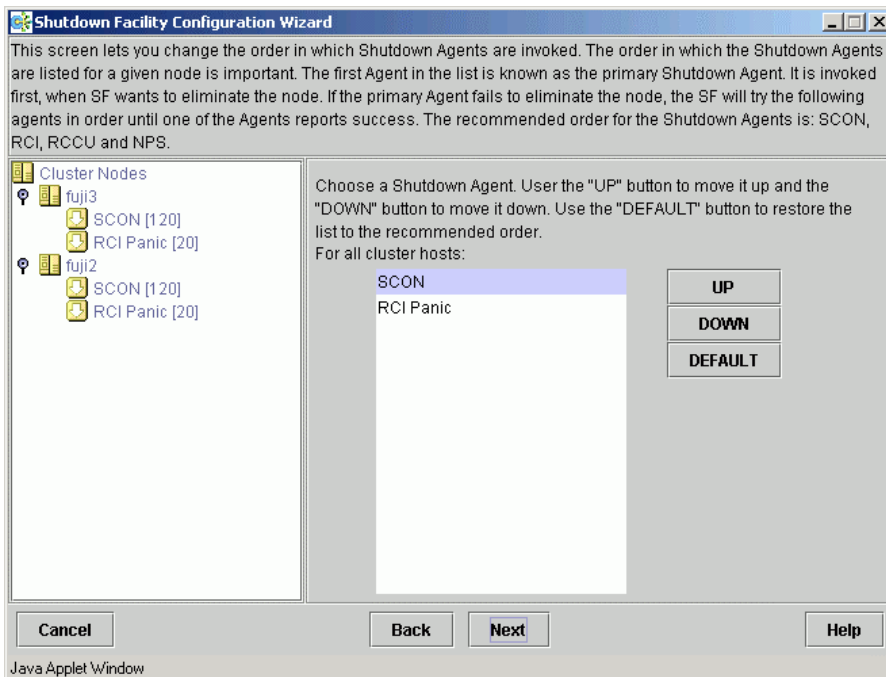 Shutdown Facility Configuration Wizard
This screen lets you change the order in which Shutdown Agents are invoked. The order in which the Shutdown Agents
are listed for a given node is important. The first Agent in the list is known as the primary Shutdown Agent. It is invoked
first, when SF wants to eliminate the node. If the primary Agent fails to eliminate the node, the SF will try the following
agents in order until one of the Agents reports success. The recommended order for the Shutdown Agents is: SCON,
RCI, RCCU and NPS.
Cluster Nodes
fuji3
SCON [120]
RCI Panic [20]
fuji2
SCON [120]
RCI Panic [20]
Choose a Shutdown Agent. User the "UP" button to move it up and the
"DOWN" button to move it down. Use the "DEFAULT" button to restore the
list to the recommended order.
For all cluster hosts:
SCON
RCI Panic
UP
DOWN
DEFAULT
Cancel
Back
Next
Help
Java Applet Window